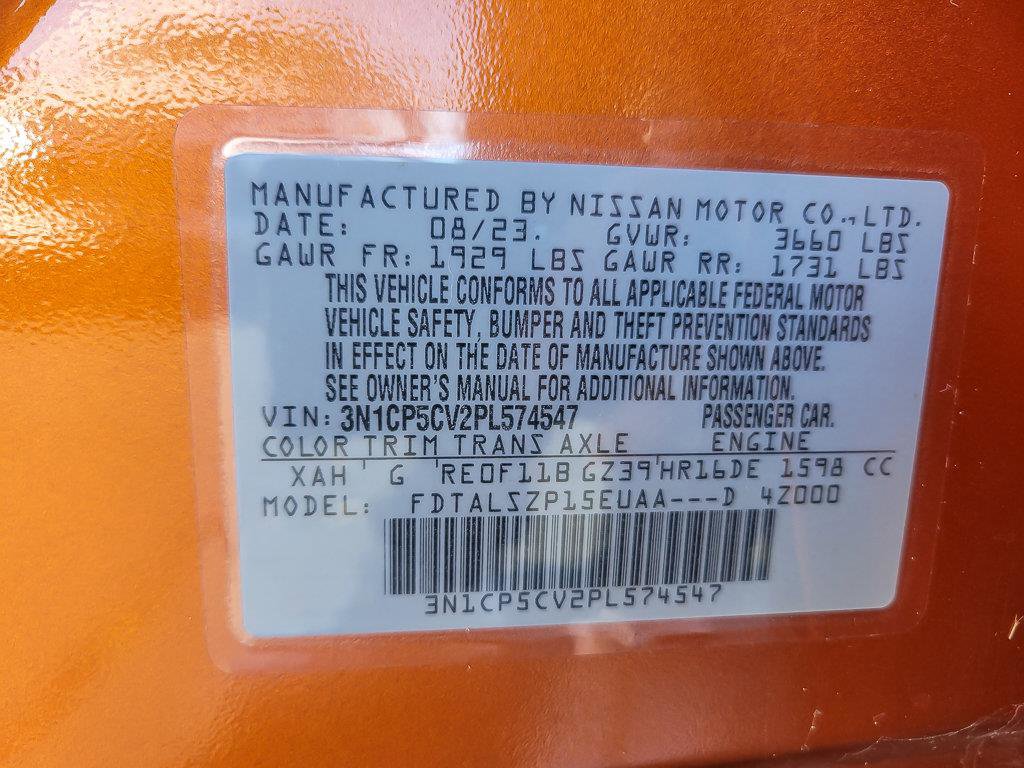 MANUFACTURED BY NISSAN MOTOR CO., LTD.
DATE: 08/23. GVWR: 3660 LBS
GAWR FR: 1929 LBS GAWR RR: 1731 LBS
THIS VEHICLE CONFORMS TO ALL APPLICABLE FEDERAL MOTOR
VEHICLE SAFETY, BUMPER AND THEFT PREVENTION STANDARDS
IN EFFECT ON THE DATE OF MANUFACTURE SHOWN ABOVE.
SEE OWNER'S MANUAL FOR ADDITIONAL INFORMATION.
VIN: 3N1CP5CV2PL574547 PASSENGER CAR.
COLOR TRIM TRANS AXLE ENGINE
XAH ' G ' RE0F11B GZ39 ' HR16DE 1598 CC
MODEL: FDTALSZP15EUAA---D 4Z000
3N1CP5CV2PL574547